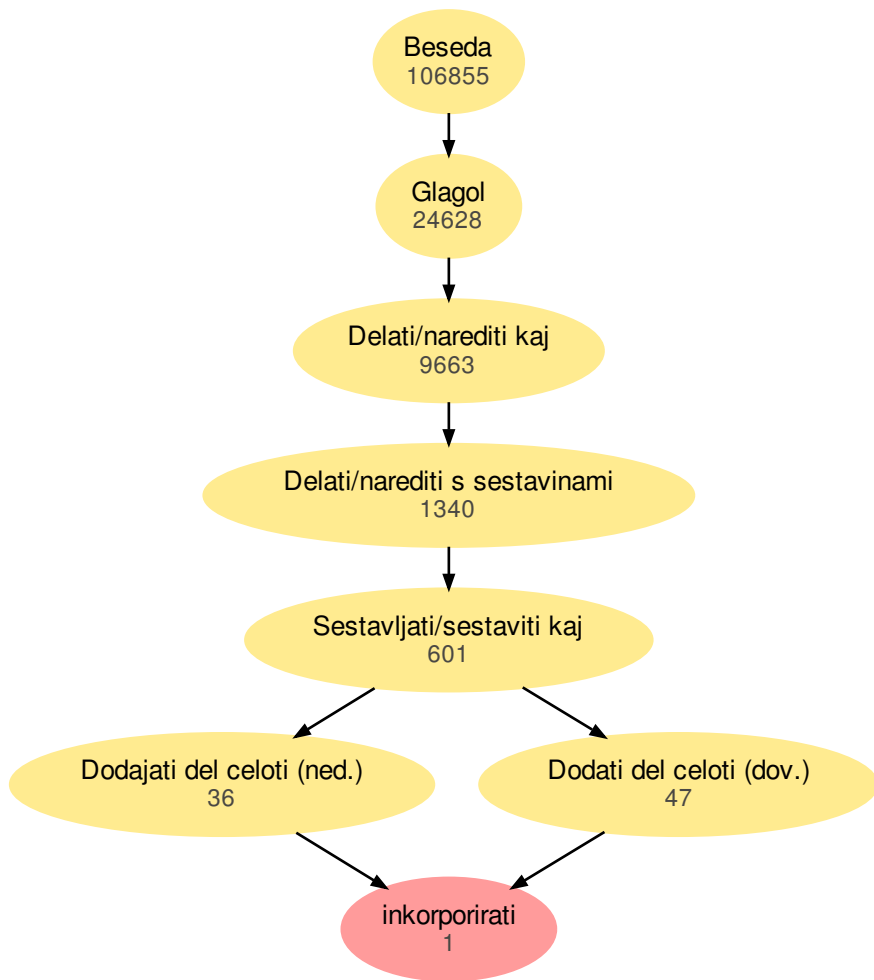 Beseda
106855
Glagol
24628
Delati/narediti kaj
9663
Delati/narediti s sestavinami
1340
Sestavljati/sestaviti kaj
601
Dodajati del celoti (ned.)
36
Dodati del celoti (dov.)
47
inkorporirati
1